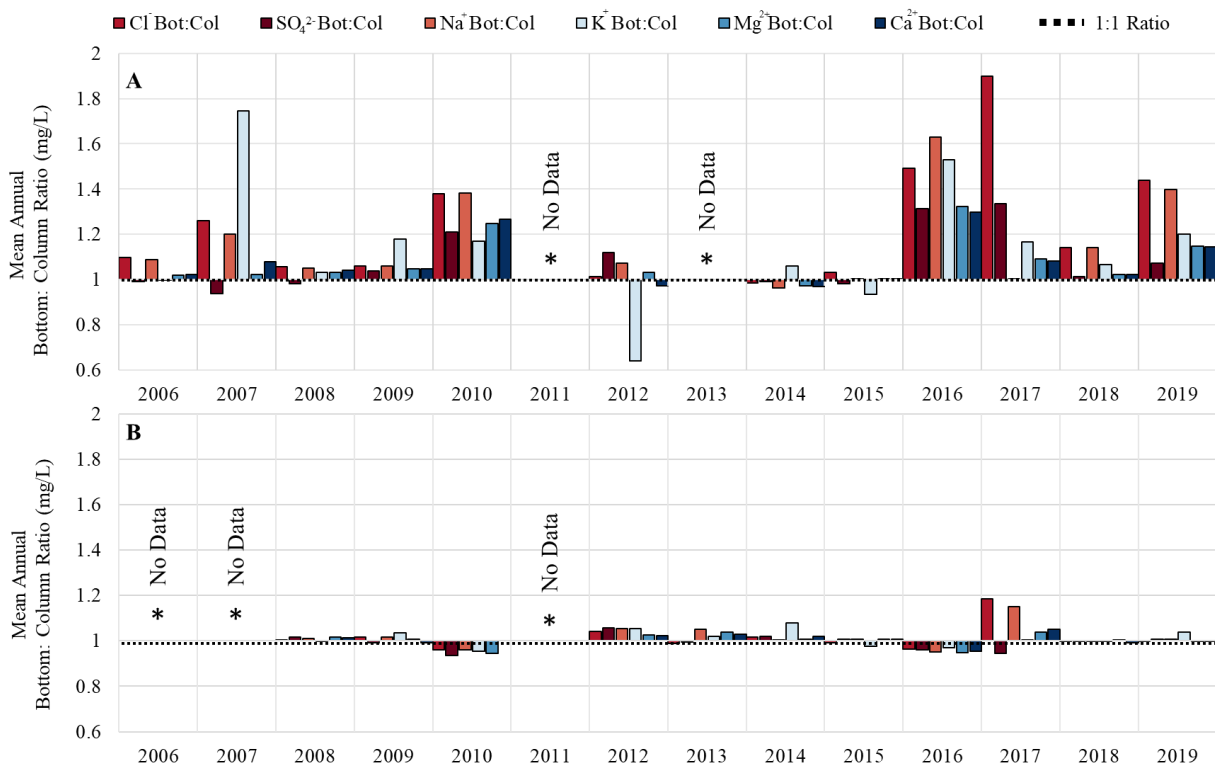 Cl⁻Bot:Col SO₄²⁻Bot:Col Na⁺Bot:Col K⁺Bot:Col Mg²⁺Bot:Col Ca²⁺Bot:Col 1:1 Ratio
A
Mean Annual
Bottom: Column Ratio (mg/L)
2
1.8
1.6
1.4
1.2
1
0.8
0.6
* No Data
* No Data
2006 2007 2008 2009 2010 2011 2012 2013 2014 2015 2016 2017 2018 2019
B
Mean Annual
Bottom: Column Ratio (mg/L)
2
1.8
1.6
1.4
1.2
1
0.8
0.6
* No Data
* No Data
* No Data
2006 2007 2008 2009 2010 2011 2012 2013 2014 2015 2016 2017 2018 2019